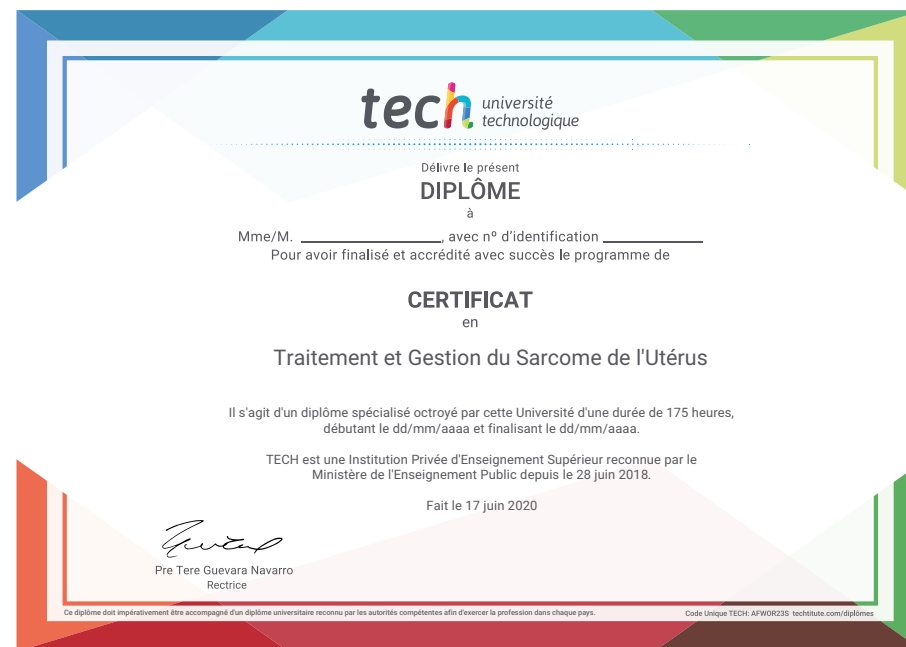 tech université
technologique
Délivre le présent
DIPLÔME
à
Mme/M. ____________________, avec nº d'identification ______________
Pour avoir finalisé et accrédité avec succès le programme de
CERTIFICAT
en
Traitement et Gestion du Sarcome de l'Utérus
Il s'agit d'un diplôme spécialisé octroyé par cette Université d'une durée de 175 heures,
débutant le dd/mm/aaaa et finalisant le dd/mm/aaaa.
TECH est une Institution Privée d'Enseignement Supérieur reconnue par le
Ministère de l'Enseignement Public depuis le 28 juin 2018.
Fait le 17 juin 2020
Pre Tere Guevara Navarro
Rectrice
Ce diplôme doit impérativement être accompagné d'un diplôme universitaire reconnu par les autorités compétentes afin d'exercer la profession dans chaque pays.
Code Unique TECH: AFWOR23S techtitute.com/diplômes